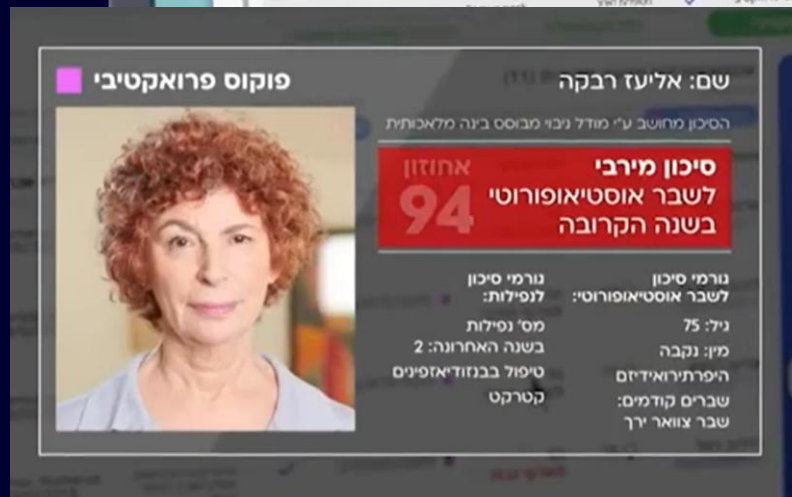 פוקוס פרואקטיבי
שם: אליעז רבקה
הסיכון מחושב ע"י מודל ניבוי מבוסס בינה מלאכותית
סיכון מירבי
לשבר אוסטיאופורוטי
בשנה הקרובה
אחוזון
94
גורמי סיכון
לשבר אוסטיאופורוטי:
גיל: 75
מין: נקבה
היפרתירואידיזם
שברים קודמים:
שבר צוואר ירך
גורמי סיכון
לנפילות:
מס' נפילות
בשנה האחרונה: 2
טיפול בבנזודיאזפינים
קטרקט